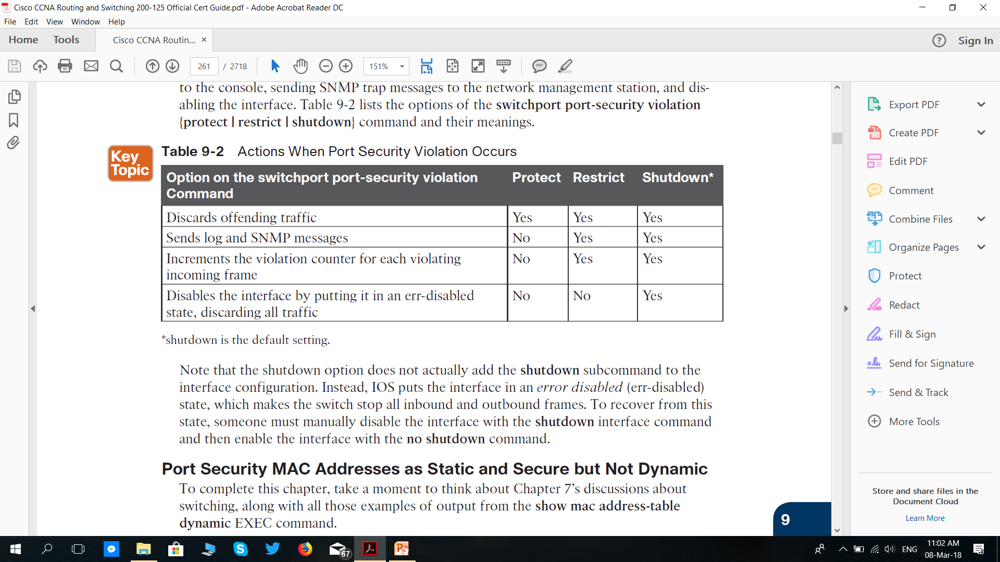 Cisco CCNA Routing and Switching 200-125 Official Cert Guide.pdf - Adobe Acrobat Reader DC
File Edit View Window Help
Home Tools Cisco CCNA Routin... × ? Sign In
261 / 2718 151%
to the console, sending SNMP trap messages to the network management station, and dis-
abling the interface. Table 9-2 lists the options of the switchport port-security violation
{protect | restrict | shutdown} command and their meanings.
Key
Topic
Table 9-2 Actions When Port Security Violation Occurs
Option on the switchport port-security violation Protect Restrict Shutdown*
Command
Discards offending traffic Yes Yes Yes
Sends log and SNMP messages No Yes Yes
Increments the violation counter for each violating No Yes Yes
incoming frame
Disables the interface by putting it in an err-disabled No No Yes
state, discarding all traffic
*shutdown is the default setting.
Note that the shutdown option does not actually add the shutdown subcommand to the
interface configuration. Instead, IOS puts the interface in an error disabled (err-disabled)
state, which makes the switch stop all inbound and outbound frames. To recover from this
state, someone must manually disable the interface with the shutdown interface command
and then enable the interface with the no shutdown command.
Port Security MAC Addresses as Static and Secure but Not Dynamic
To complete this chapter, take a moment to think about Chapter 7's discussions about
switching, along with all those examples of output from the show mac address-table
dynamic EXEC command.
9
Export PDF
Create PDF
Edit PDF
Comment
Combine Files
Organize Pages
Protect
Redact
Fill & Sign
Send for Signature
Send & Track
More Tools
Store and share files in the
Document Cloud
Learn More
67
ENG
11:02 AM
08-Mar-18